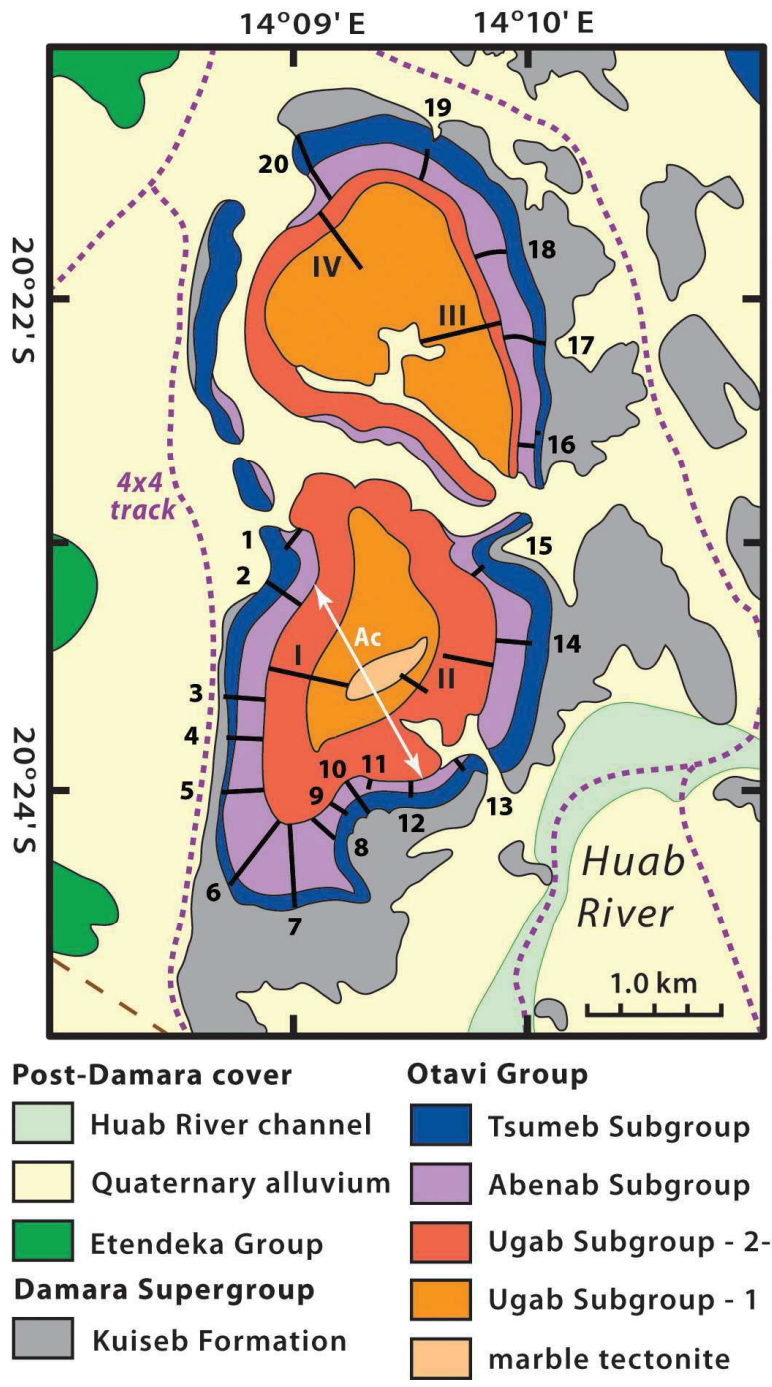 14°09' E
14°10' E
19
20
IV
18
20°22' S
III
17
16
4x4
track
1
15
2
Ac
14
I
II
3
4
20°24' S
5
10
11
9
12
13
8
6
7
Huab
River
1.0 km
Post-Damara cover
Huab River channel
Quaternary alluvium
Etendeka Group
Damara Supergroup
Kuiseb Formation
Otavi Group
Tsumeb Subgroup
Abenab Subgroup
Ugab Subgroup - 2-
Ugab Subgroup - 1
marble tectonite